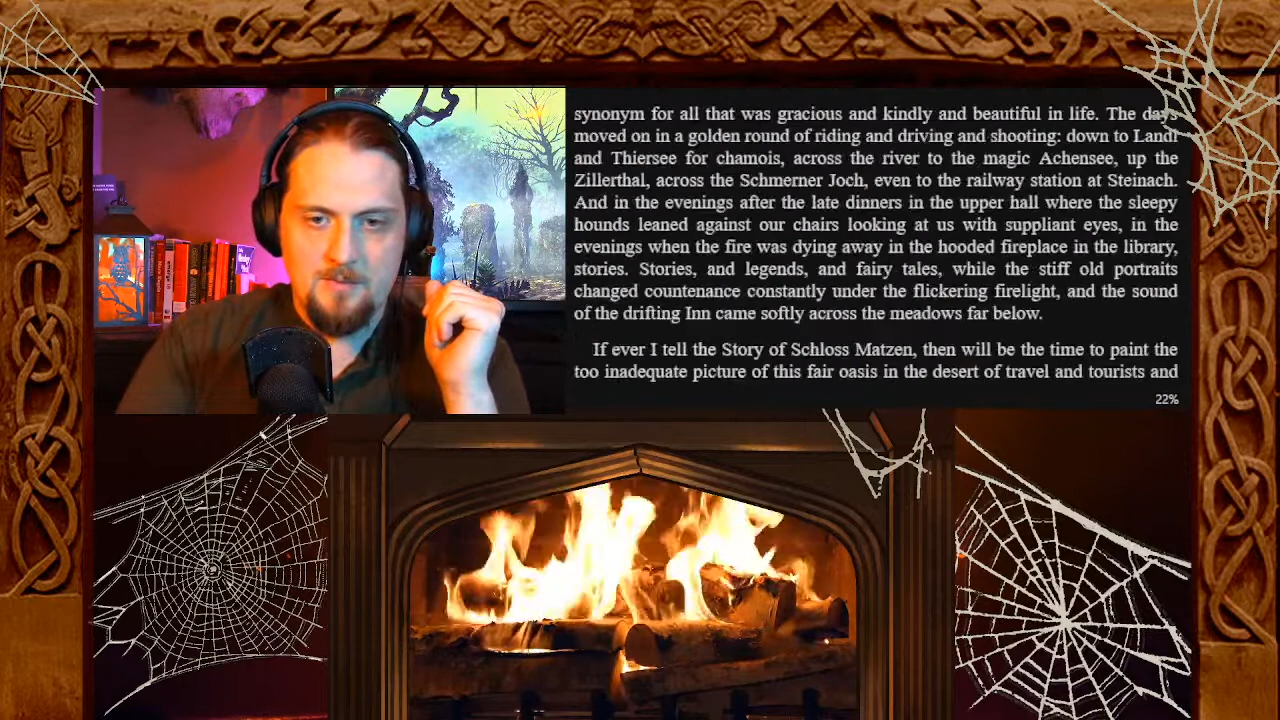 synonym for all that was gracious and kindly and beautiful in life. The days
moved on in a golden round of riding and driving and shooting: down to Landl
and Thiersee for chamois, across the river to the magic Achensee, up the
Zillerthal, across the Schmerner Joch, even to the railway station at Steinach.
And in the evenings after the late dinners in the upper hall where the sleepy
hounds leaned against our chairs looking at us with suppliant eyes, in the
evenings when the fire was dying away in the hooded fireplace in the library,
stories. Stories, and legends, and fairy tales, while the stiff old portraits
changed countenance constantly under the flickering firelight, and the sound
of the drifting Inn came softly across the meadows far below.
If ever I tell the Story of Schloss Matzen, then will be the time to paint the
too inadequate picture of this fair oasis in the desert of travel and tourists and
22%